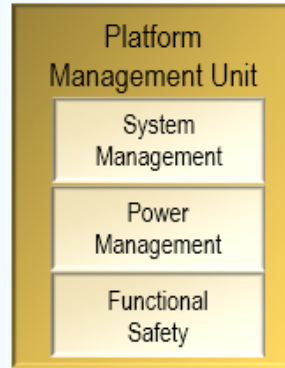 Platform
Management Unit
System
Management
Power
Management
Functional
Safety